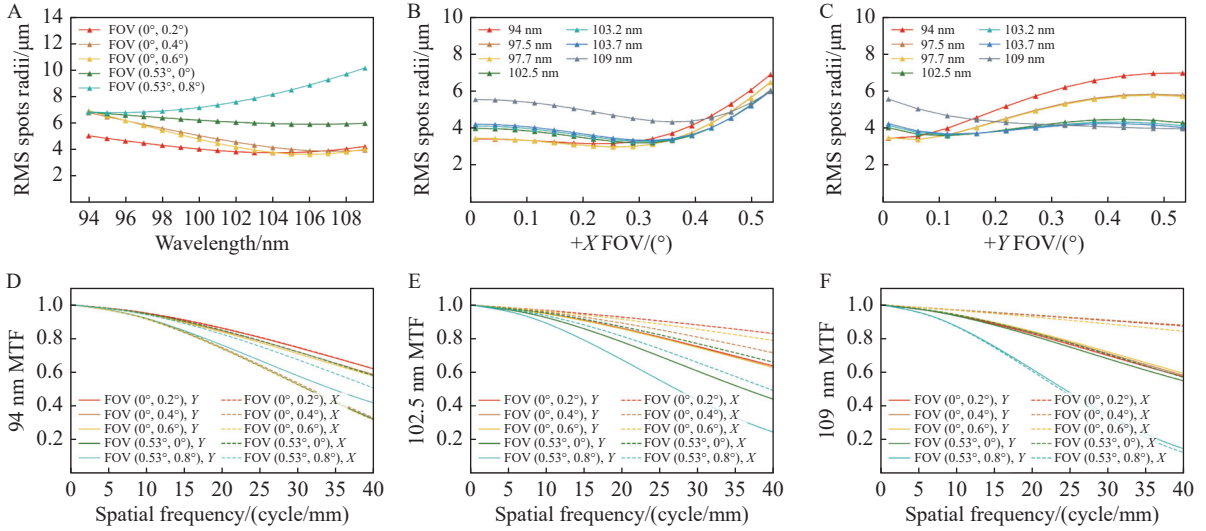 A
RMS spots radii/μm
14
12
10
8
6
4
2
FOV (0°, 0.2°)
FOV (0°, 0.4°)
FOV (0°, 0.6°)
FOV (0.53°, 0°)
FOV (0.53°, 0.8°)
94 96 98 100 102 104 106 108
Wavelength/nm
B
RMS spots radii/μm
10
8
6
4
2
94 nm
97.5 nm
97.7 nm
102.5 nm
103.2 nm
103.7 nm
109 nm
0 0.1 0.2 0.3 0.4 0.5
+X FOV/(°)
C
RMS spots radii/μm
10
8
6
4
2
94 nm
97.5 nm
97.7 nm
102.5 nm
103.2 nm
103.7 nm
109 nm
0 0.1 0.2 0.3 0.4 0.5
+Y FOV/(°)
D
94 nm MTF
1.0
0.8
0.6
0.4
0.2
FOV (0°, 0.2°), Y FOV (0°, 0.2°), X
FOV (0°, 0.4°), Y FOV (0°, 0.4°), X
FOV (0°, 0.6°), Y FOV (0°, 0.6°), X
FOV (0.53°, 0°), Y FOV (0.53°, 0°), X
FOV (0.53°, 0.8°), Y FOV (0.53°, 0.8°), X
0 5 10 15 20 25 30 35 40
Spatial frequency/(cycle/mm)
E
102.5 nm MTF
1.0
0.8
0.6
0.4
0.2
FOV (0°, 0.2°), Y FOV (0°, 0.2°), X
FOV (0°, 0.4°), Y FOV (0°, 0.4°), X
FOV (0°, 0.6°), Y FOV (0°, 0.6°), X
FOV (0.53°, 0°), Y FOV (0.53°, 0°), X
FOV (0.53°, 0.8°), Y FOV (0.53°, 0.8°), X
0 5 10 15 20 25 30 35 40
Spatial frequency/(cycle/mm)
F
109 nm MTF
1.0
0.8
0.6
0.4
0.2
FOV (0°, 0.2°), Y FOV (0°, 0.2°), X
FOV (0°, 0.4°), Y FOV (0°, 0.4°), X
FOV (0°, 0.6°), Y FOV (0°, 0.6°), X
FOV (0.53°, 0°), Y FOV (0.53°, 0°), X
FOV (0.53°, 0.8°), Y FOV (0.53°, 0.8°), X
0 5 10 15 20 25 30 35 40
Spatial frequency/(cycle/mm)